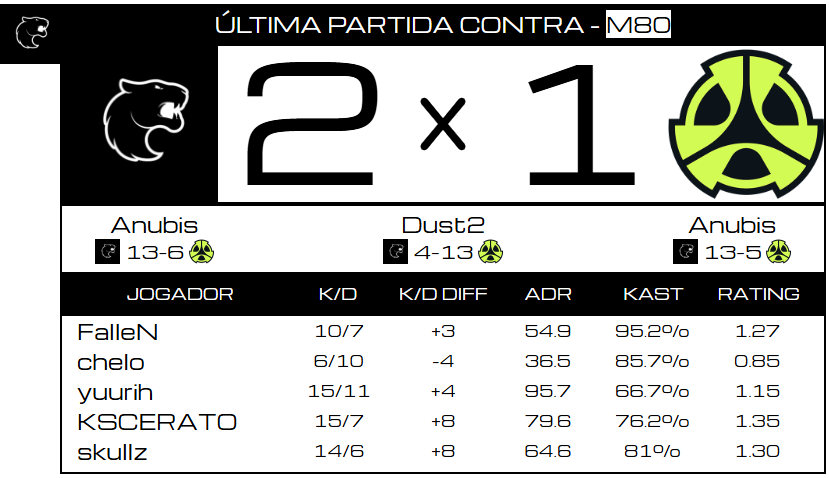 ÚLTIMA PARTIDA CONTRA - M80
2 x 1
Anubis Dust2 Anubis
13-6 4-13 13-5
JOGADOR K/D K/D DIFF ADR KAST RATING
FalleN 10/7 +3 54.9 95.2% 1.27
chelo 6/10 -4 36.5 85.7% 0.85
yuurih 15/11 +4 95.7 66.7% 1.15
KSCERATO 15/7 +8 79.6 76.2% 1.35
skullz 14/6 +8 64.6 81% 1.30